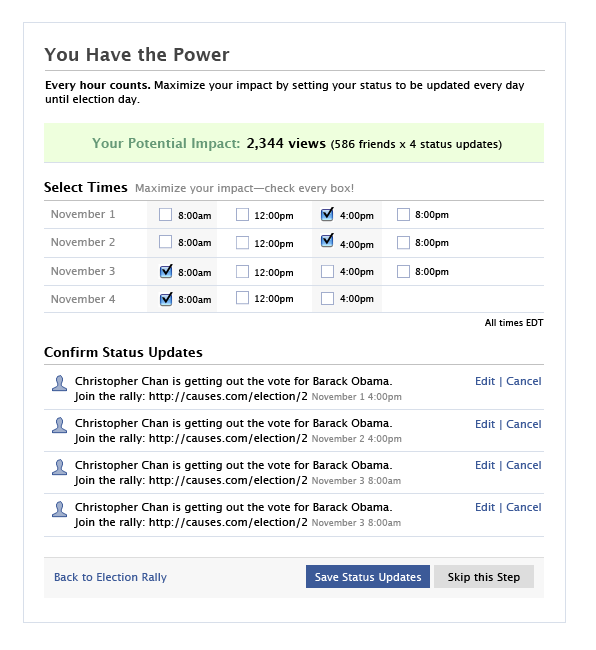 You Have the Power
Every hour counts. Maximize your impact by setting your status to be updated every day
until election day.
Your Potential Impact: 2,344 views (586 friends x 4 status updates)
Select Times Maximize your impact—check every box!
November 1 8:00am 12:00pm 4:00pm 8:00pm
November 2 8:00am 12:00pm 4:00pm 8:00pm
November 3 8:00am 12:00pm 4:00pm 8:00pm
November 4 8:00am 12:00pm 4:00pm
All times EDT
Confirm Status Updates
Christopher Chan is getting out the vote for Barack Obama. Edit | Cancel
Join the rally: http://causes.com/election/2 November 1 4:00pm
Christopher Chan is getting out the vote for Barack Obama. Edit | Cancel
Join the rally: http://causes.com/election/2 November 2 4:00pm
Christopher Chan is getting out the vote for Barack Obama. Edit | Cancel
Join the rally: http://causes.com/election/2 November 3 8:00am
Christopher Chan is getting out the vote for Barack Obama. Edit | Cancel
Join the rally: http://causes.com/election/2 November 3 8:00am
Back to Election Rally Save Status Updates Skip this Step